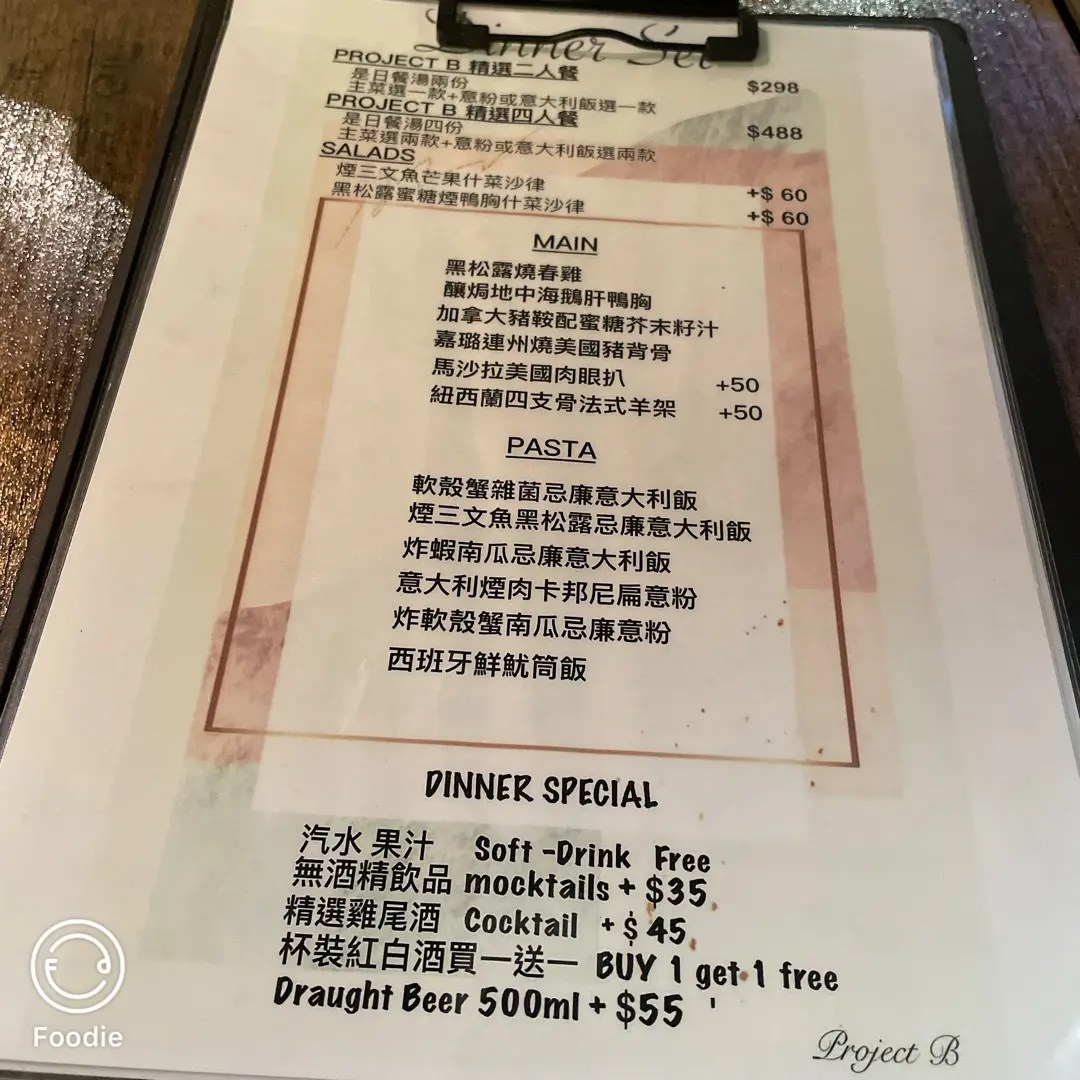 Dinner Set
PROJECT B 精選二人餐 $298
是日餐湯兩份
主菜選一款+意粉或意大利飯選一款
PROJECT B 精選四人餐 $488
是日餐湯四份
主菜選兩款+意粉或意大利飯選兩款
SALADS
煙三文魚芒果什菜沙律 +$ 60
黑松露蜜糖煙鴨胸什菜沙律 +$ 60
MAIN
黑松露燒春雞
釀焗地中海鵝肝鴨胸
加拿大豬鞍配蜜糖芥末籽汁
嘉璐連州燒美國豬背骨
馬沙拉美國肉眼扒 +50
紐西蘭四支骨法式羊架 +50
PASTA
軟殼蟹雜菌忌廉意大利飯
煙三文魚黑松露忌廉意大利飯
炸蝦南瓜忌廉意大利飯
意大利煙肉卡邦尼扁意粉
炸軟殼蟹南瓜忌廉意粉
西班牙鮮魷筒飯
DINNER SPECIAL
汽水 果汁 Soft -Drink Free
無酒精飲品 mocktails + $35
精選雞尾酒 Cocktail + $ 45
杯裝紅白酒買一送一 BUY 1 get 1 free
Draught Beer 500ml + $55 '
Project B
Foodie